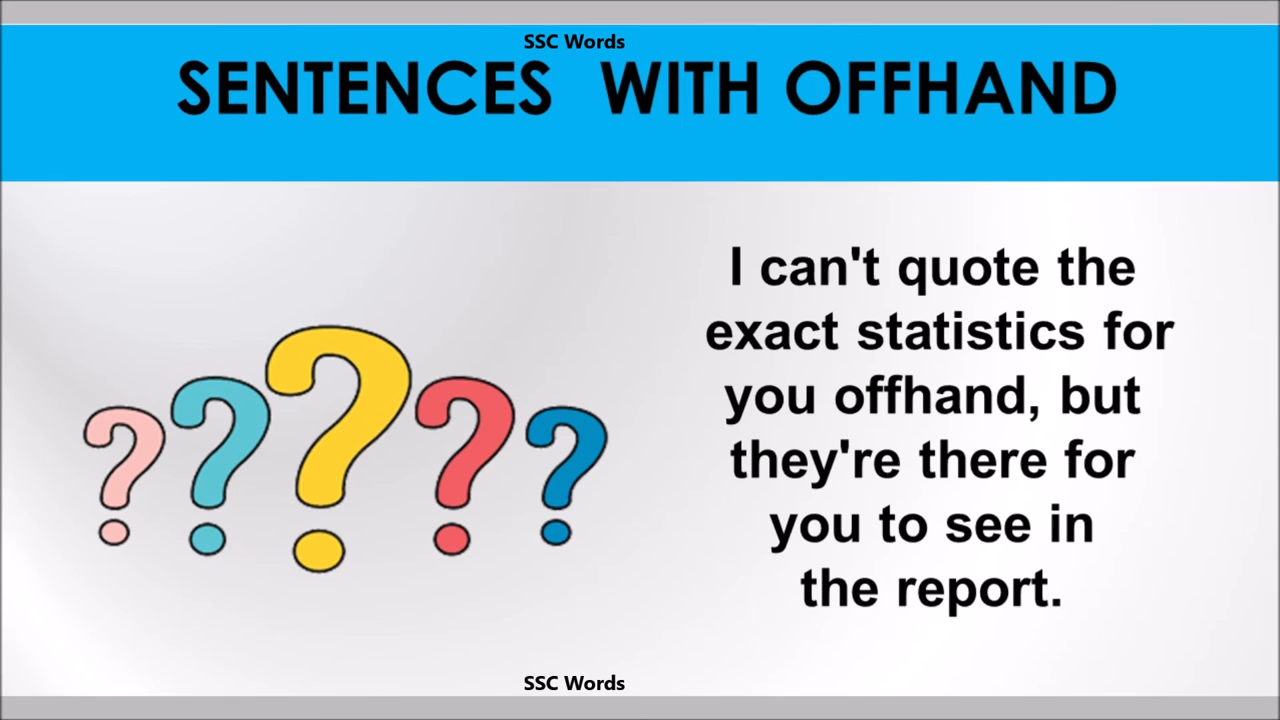 SSC Words
SENTENCES WITH OFFHAND
I can't quote the
exact statistics for
you offhand, but
they're there for
you to see in
the report.
SSC Words